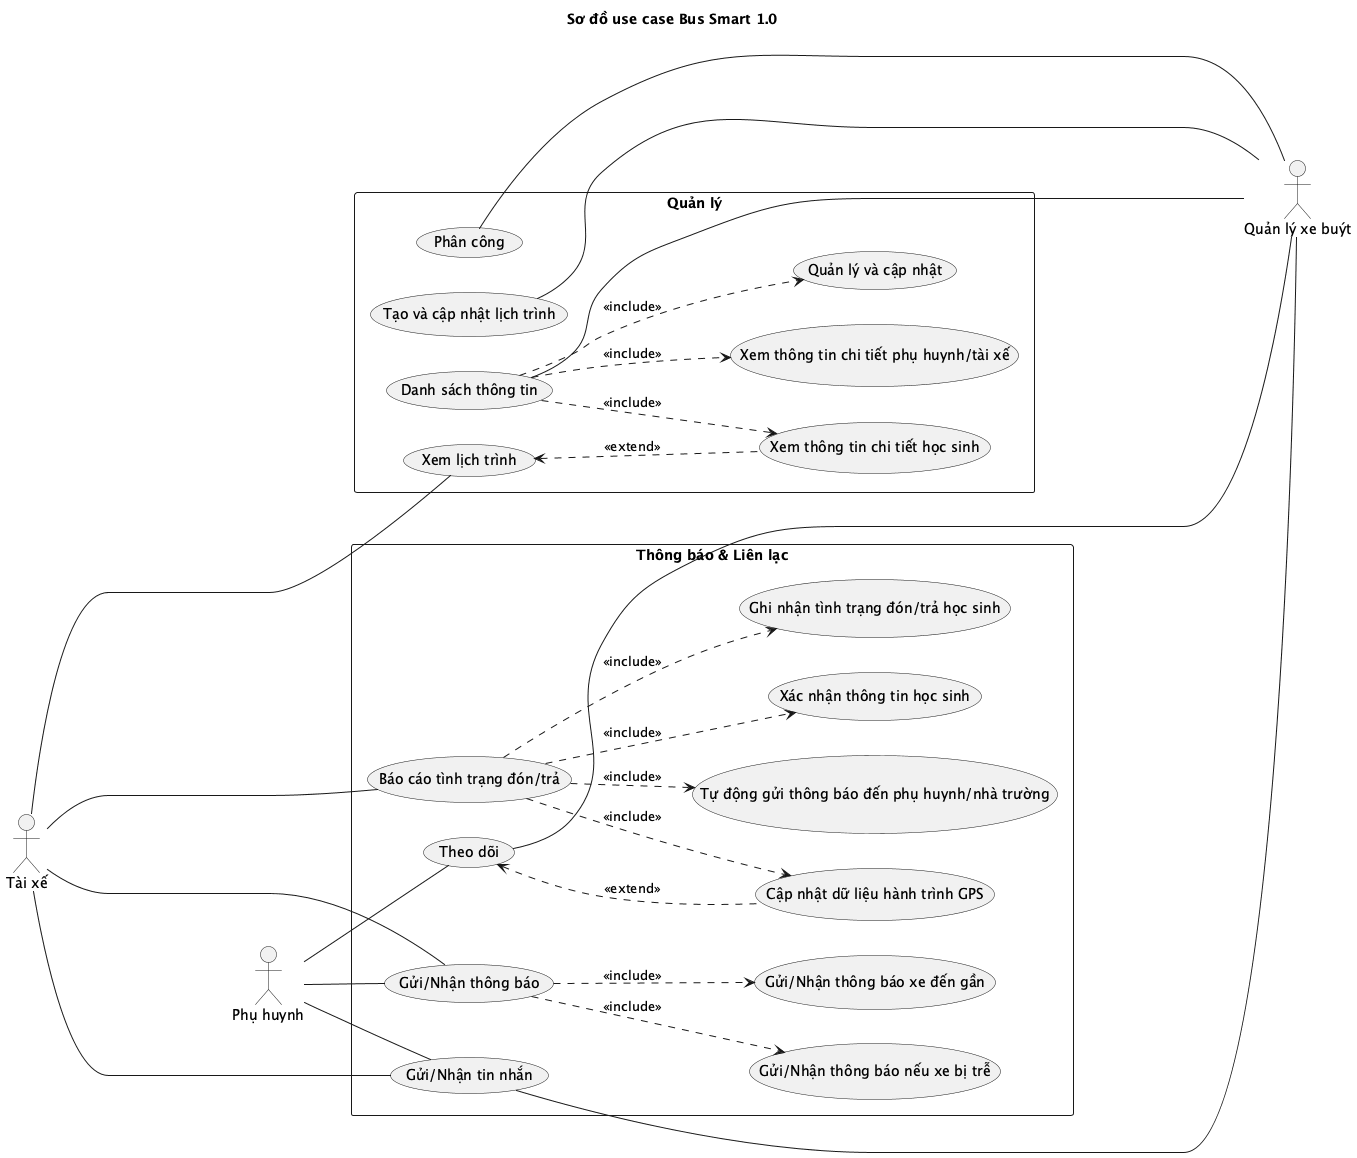 Sơ đồ use case Bus Smart 1.0
Quản lý
Phân công
Tạo và cập nhật lịch trình
Danh sách thông tin
Xem lịch trình
Quản lý và cập nhật
Xem thông tin chi tiết phụ huynh/tài xế
Xem thông tin chi tiết học sinh
«include»
«include»
«include»
«extend»
Quản lý xe buýt
Thông báo & Liên lạc
Ghi nhận tình trạng đón/trả học sinh
«include»
Xác nhận thông tin học sinh
«include»
Báo cáo tình trạng đón/trả
«include»
Tự động gửi thông báo đến phụ huynh/nhà trường
«include»
Theo dõi
«extend»
Cập nhật dữ liệu hành trình GPS
Tài xế
Phụ huynh
Gửi/Nhận thông báo
«include»
Gửi/Nhận thông báo xe đến gần
«include»
Gửi/Nhận thông báo nếu xe bị trễ
Gửi/Nhận tin nhắn